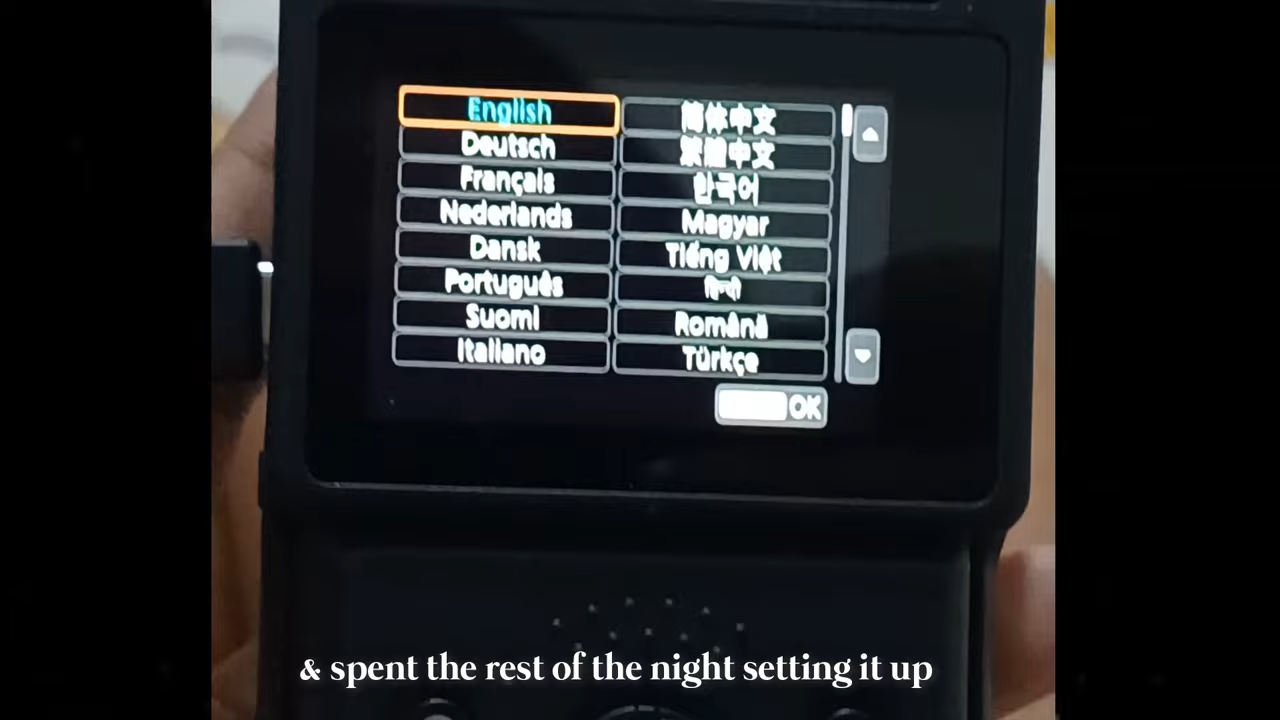 English
简体中文
Deutsch
繁體中文
Français
한국어
Nederlands
Magyar
Dansk
Tiếng Việt
Português
हिन्दी
Suomi
Română
Italiano
Türkçe
OK
& spent the rest of the night setting it up